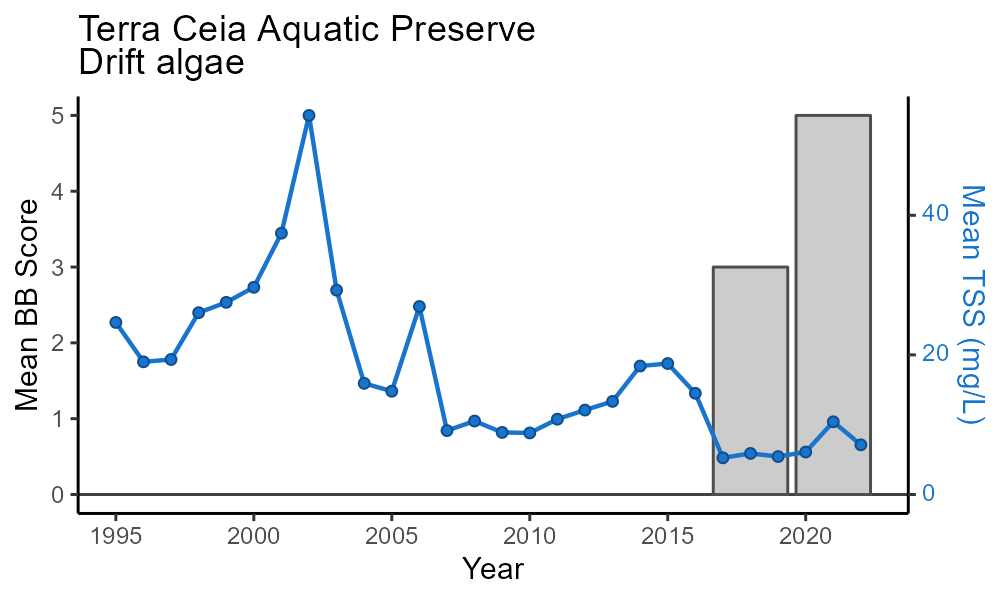 Terra Ceia Aquatic Preserve
Drift algae
Mean BB Score
5
4
3
2
1
0
Mean TSS (mg/L)
40
20
0
1995 2000 2005 2010 2015 2020
Year